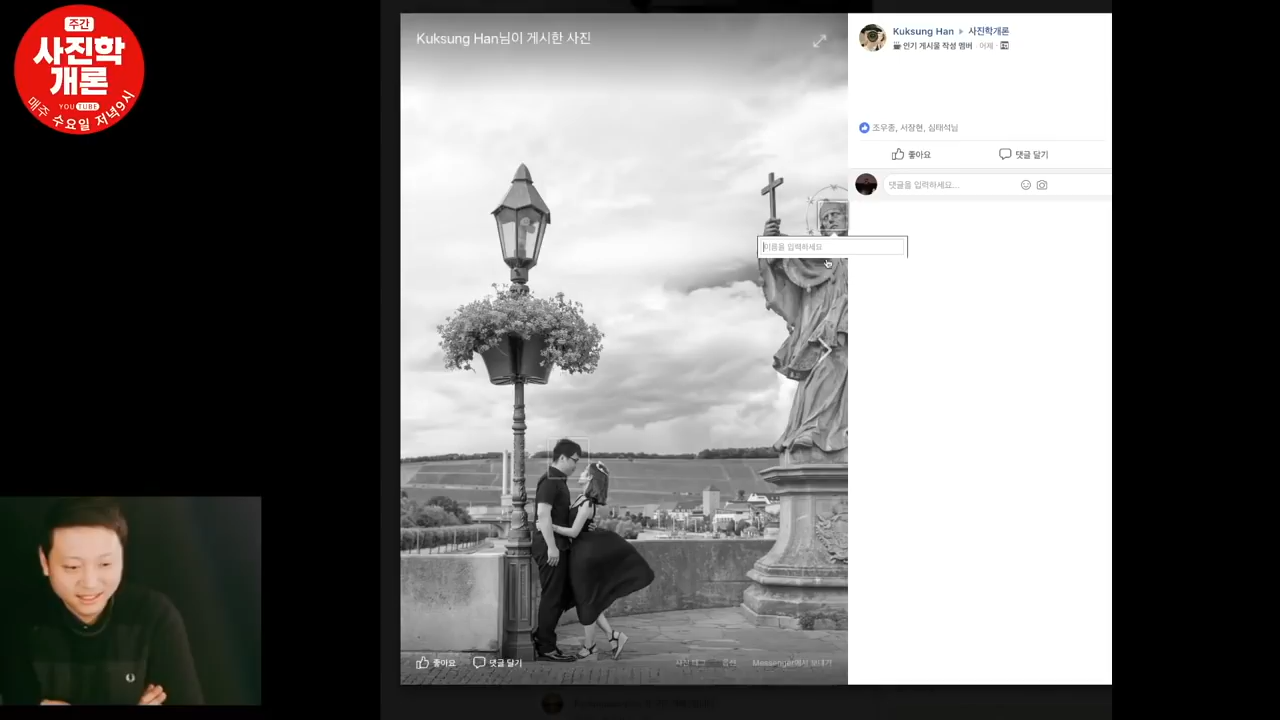 주간
사진학
개론
YOU TUBE
매주 수요일 저녁9시
Kuksung Han님이 게시한 사진
Kuksung Han ▸ 사진학개론
인기 게시물 작성 멤버 · 어제 ·
조우종, 서장현, 심태석님
좋아요 댓글 달기
댓글을 입력하세요...
이름을 입력하세요
좋아요 댓글 달기
사진 태그 옵션 Messenger에서 보내기